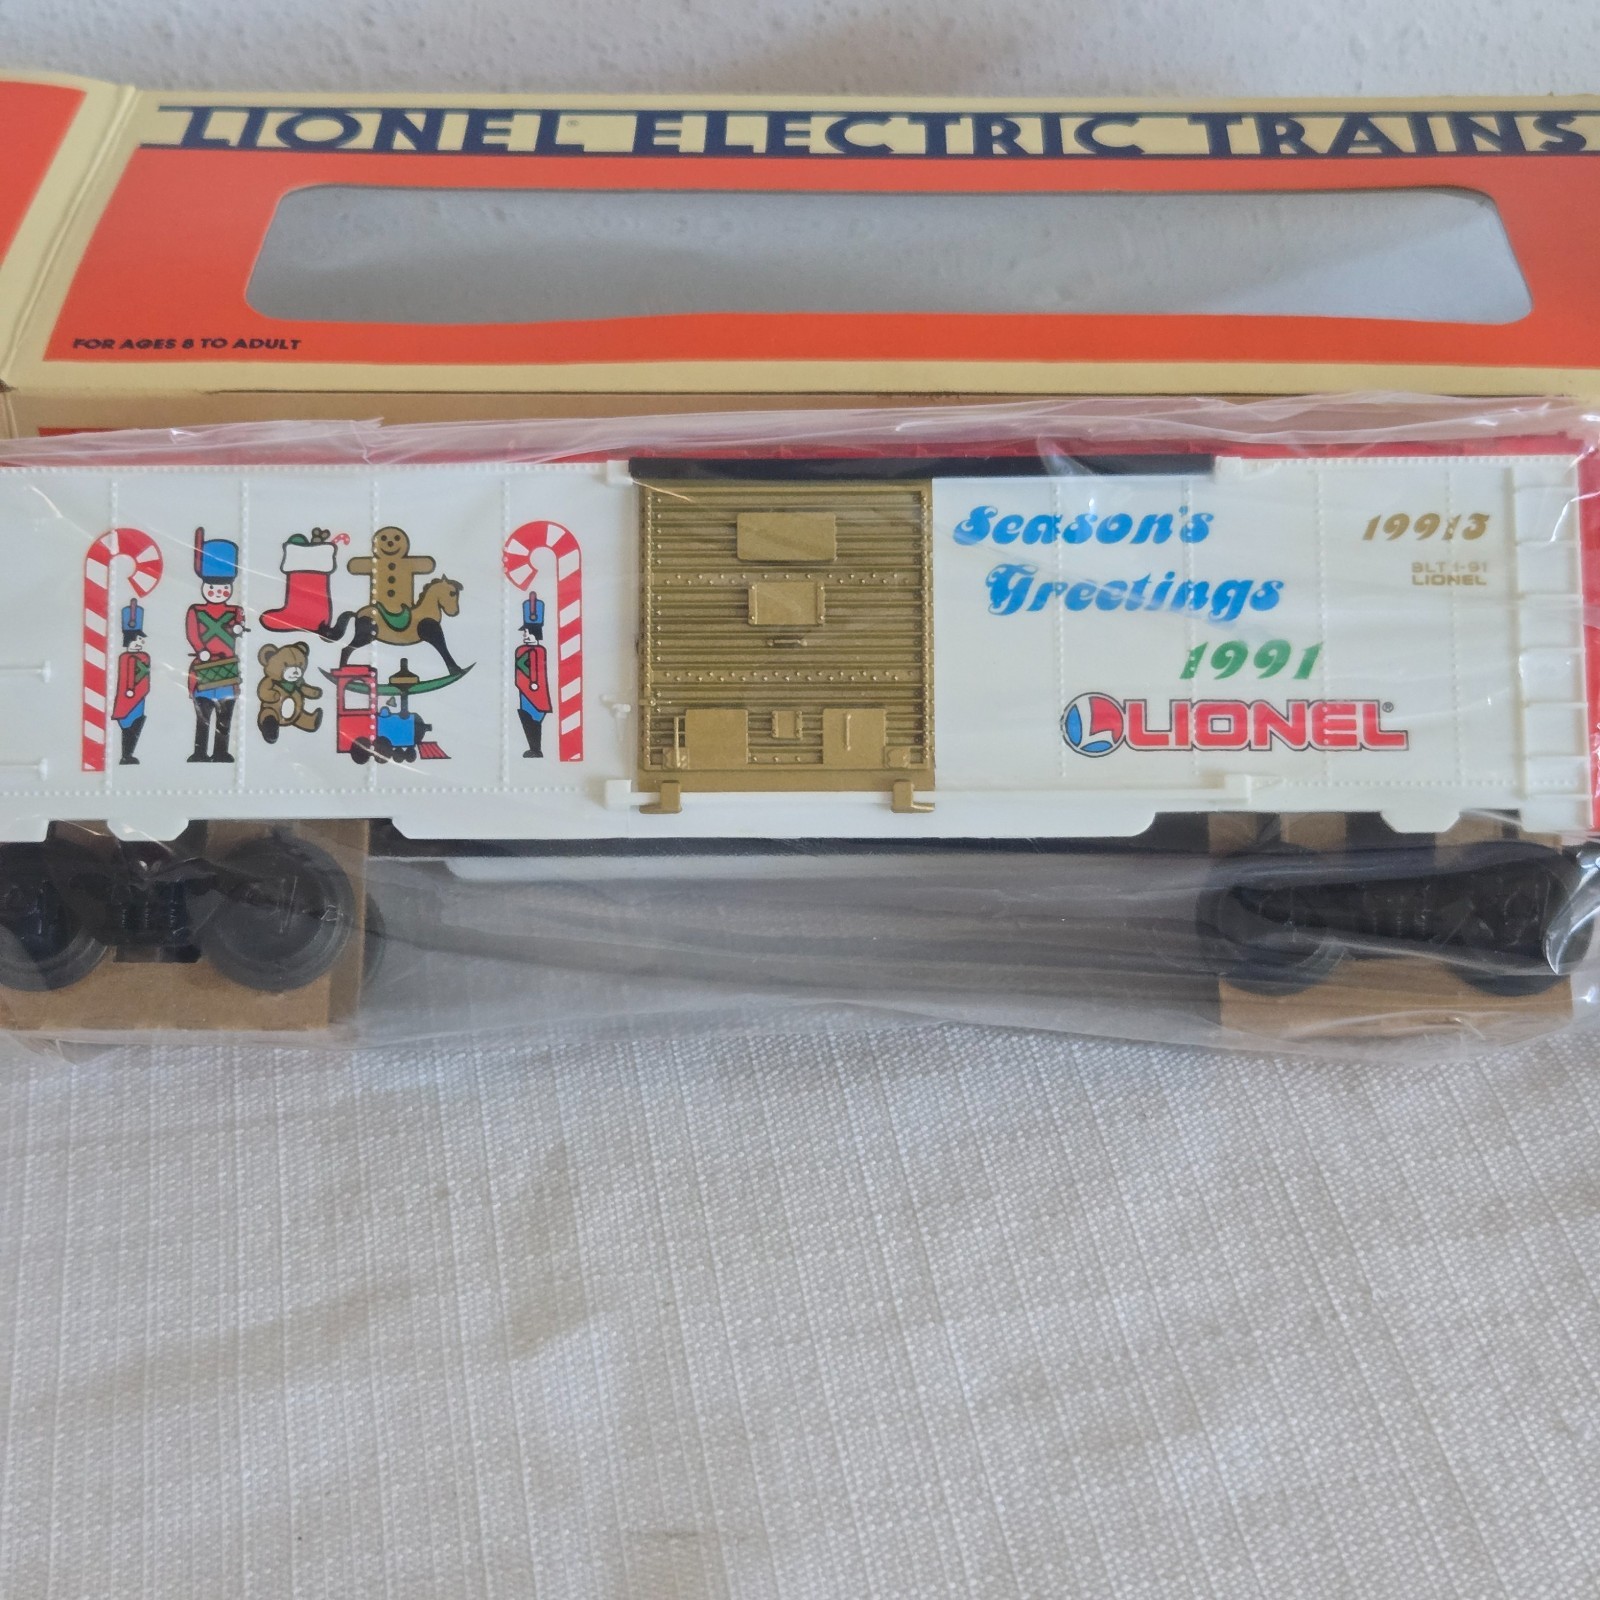 LIONEL® ELECTRIC TRAINS
FOR AGES 8 TO ADULT
Season's
Greetings
1991
LIONEL®
19913
BLT 1-91
LIONEL